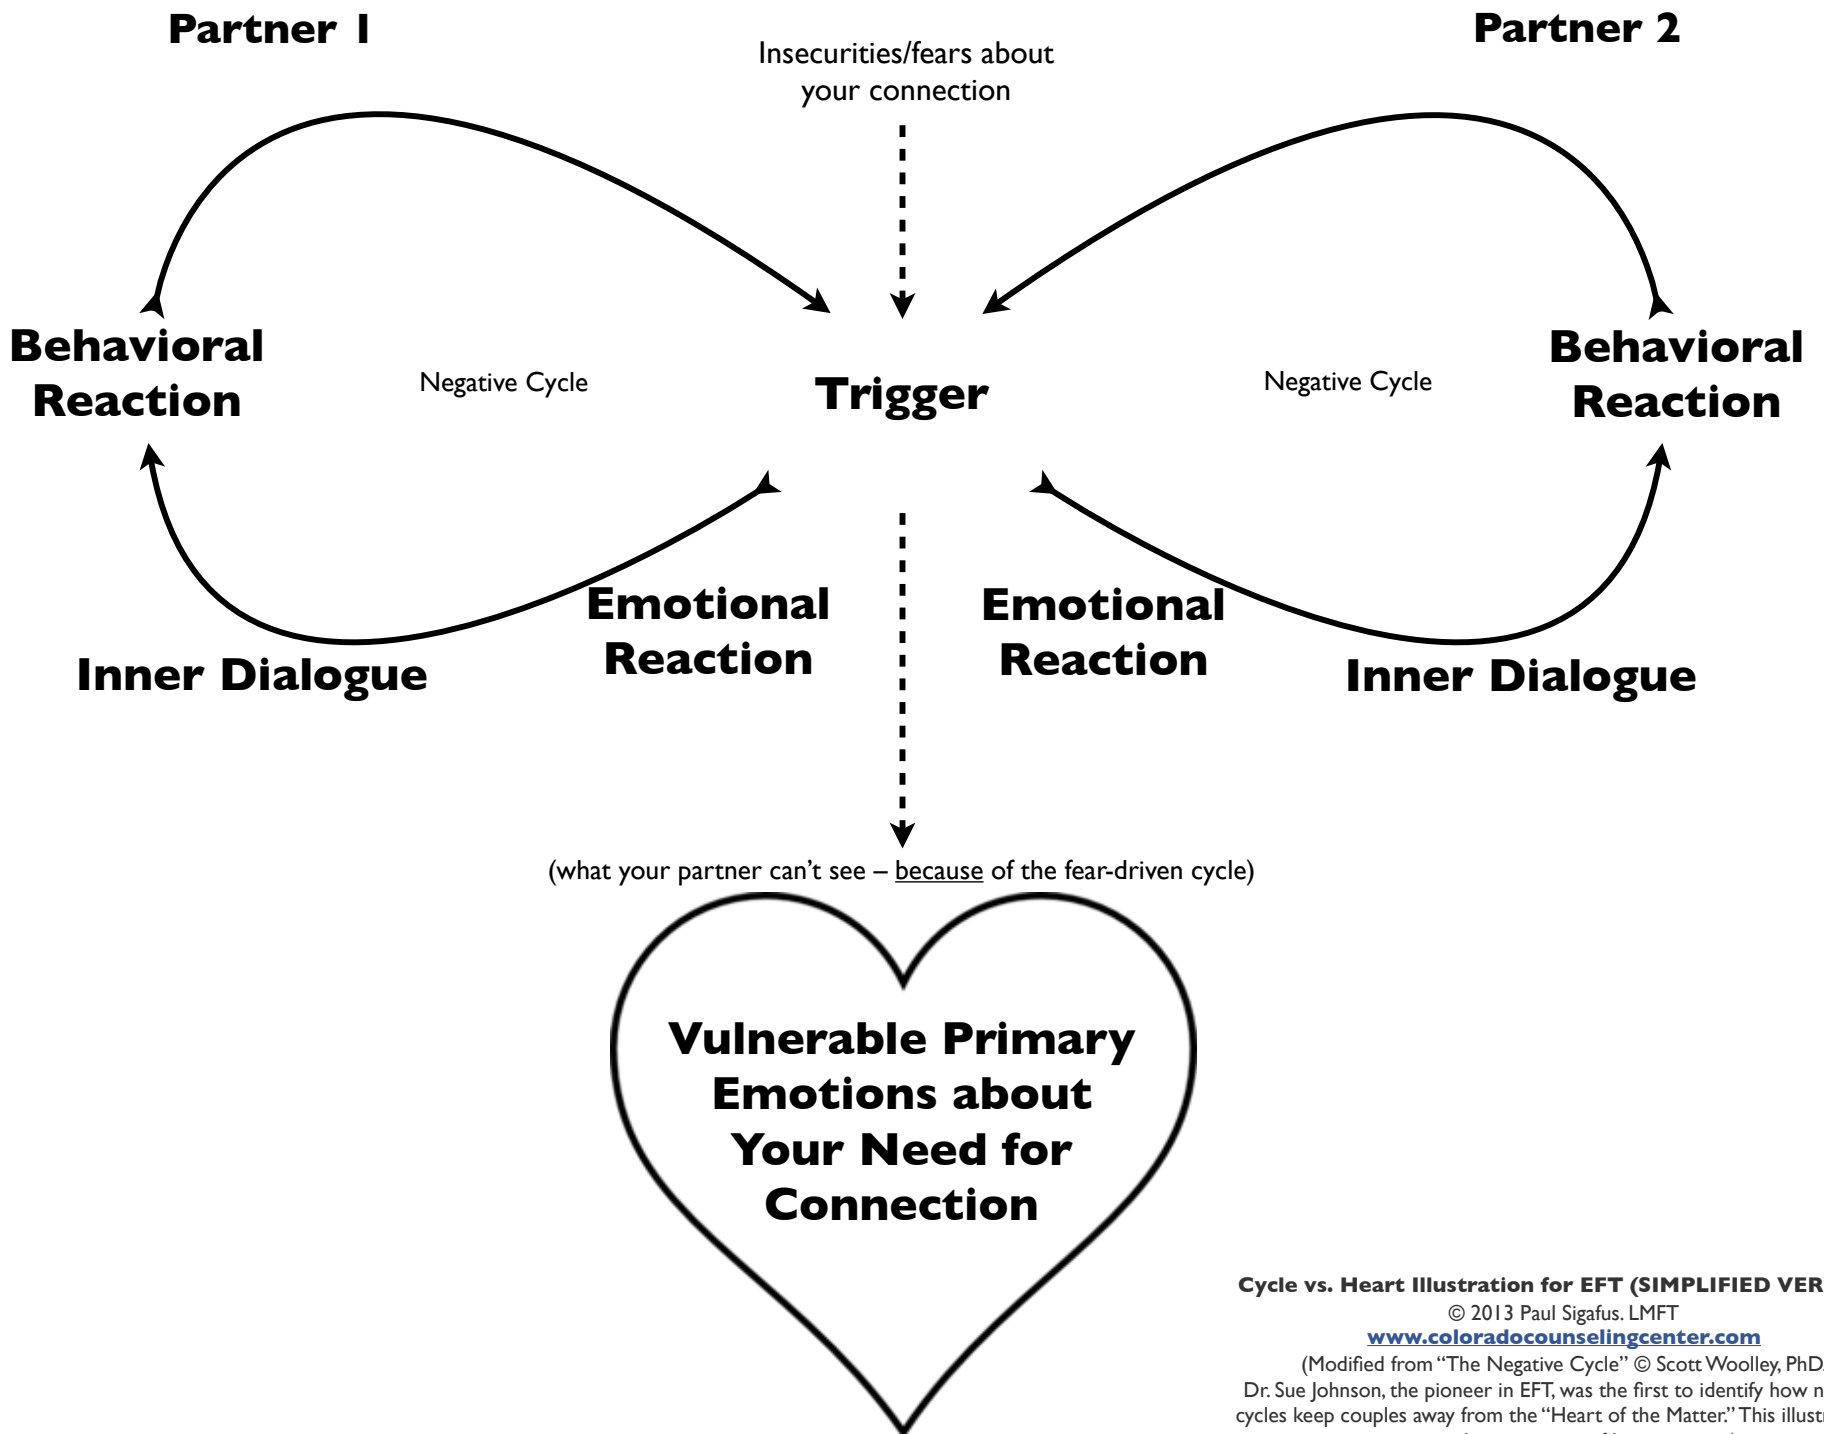 Partner 1
Partner 2
Insecurities/fears about
your connection
Behavioral
Reaction
Negative Cycle
Trigger
Negative Cycle
Behavioral
Reaction
Inner Dialogue
Emotional
Reaction
Emotional
Reaction
Inner Dialogue
(what your partner can't see – because of the fear-driven cycle)
Vulnerable Primary
Emotions about
Your Need for
Connection
Cycle vs. Heart Illustration for EFT (SIMPLIFIED VER
© 2013 Paul Sigafus. LMFT
www.coloradocounselingcenter.com
(Modified from “The Negative Cycle” © Scott Woolley, PhD.
Dr. Sue Johnson, the pioneer in EFT, was the first to identify how n
cycles keep couples away from the “Heart of the Matter.” This illustr